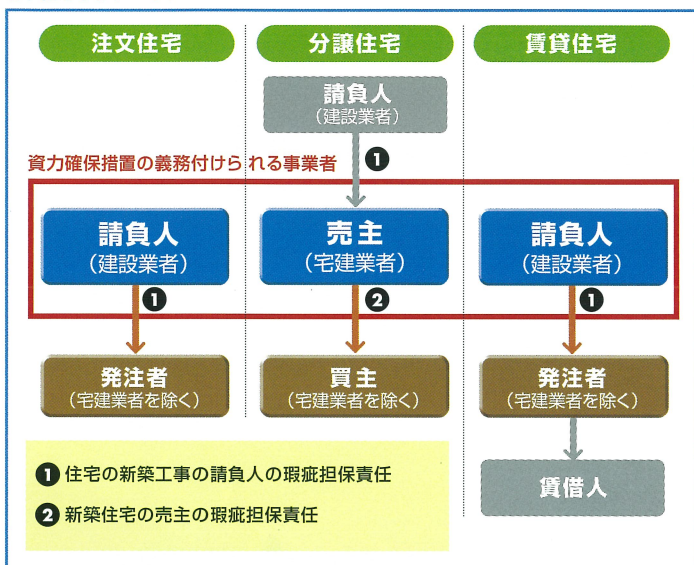 注文住宅
分譲住宅
賃貸住宅
請負人
（建設業者）
❶
資力確保措置の義務付けられる事業者
請負人
（建設業者）
売主
（宅建業者）
請負人
（建設業者）
❶
❷
❶
発注者
（宅建業者を除く）
買主
（宅建業者を除く）
発注者
（宅建業者を除く）
賃借人
❶ 住宅の新築工事の請負人の瑕疵担保責任
❷ 新築住宅の売主の瑕疵担保責任